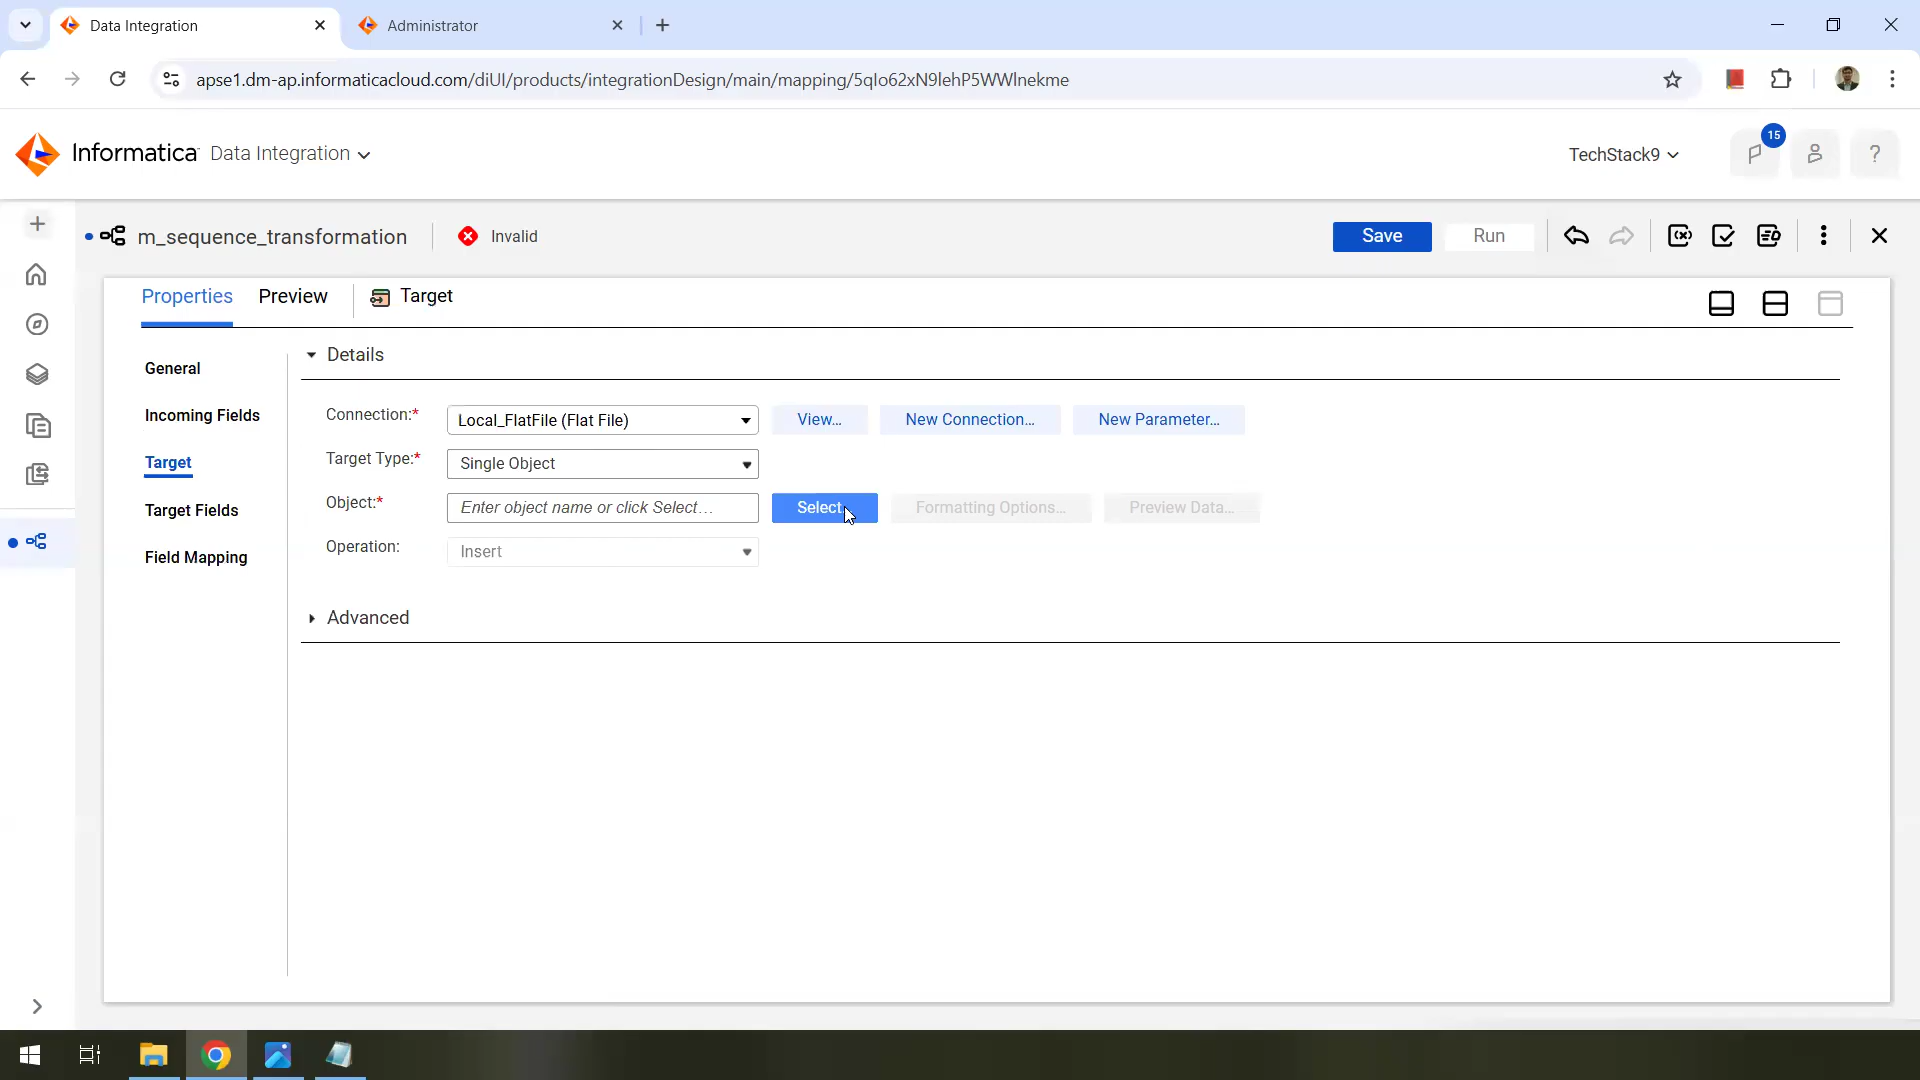 Data Integration
Administrator
apse1.dm-ap.informaticacloud.com/diUI/products/integrationDesign/main/mapping/5qIo62xN9lehP5WWlnekme
Informatica Data Integration
TechStack9
15
?
m_sequence_transformation
Invalid
Save
Run
Properties
Preview
Target
General
Incoming Fields
Target
Target Fields
Field Mapping
Details
Connection:*
Local_FlatFile (Flat File)
View...
New Connection...
New Parameter...
Target Type:*
Single Object
Object:*
Enter object name or click Select...
Select
Formatting Options...
Preview Data...
Operation:
Insert
Advanced